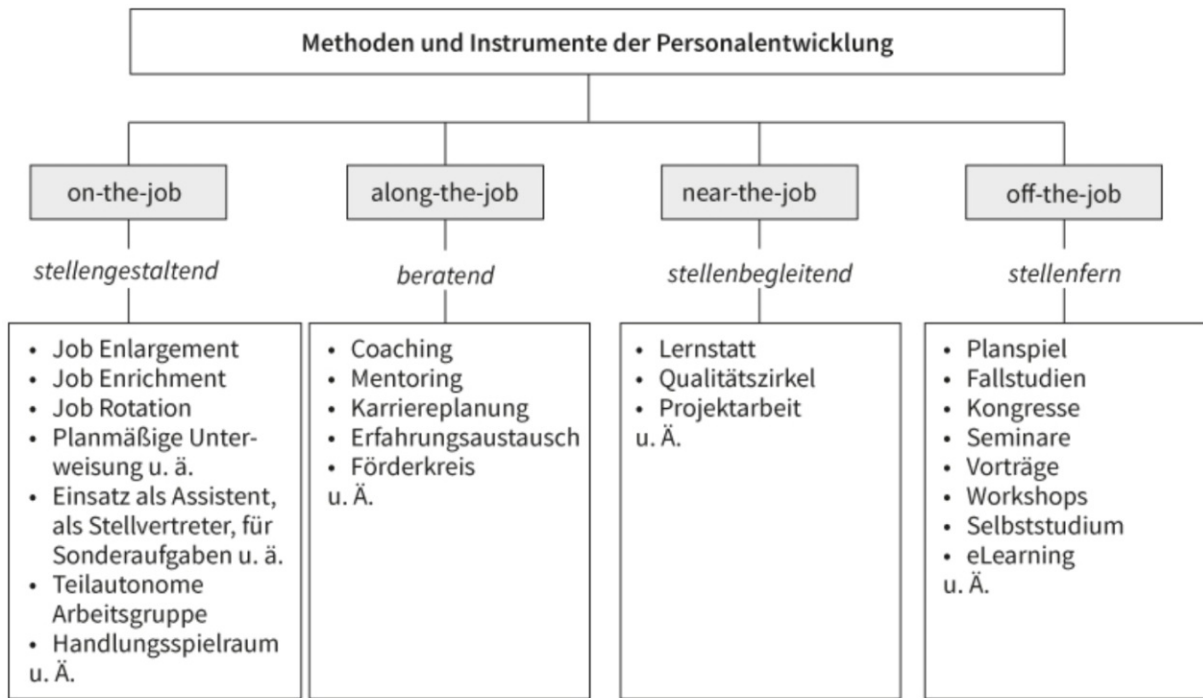 Methoden und Instrumente der Personalentwicklung
on-the-job
stellengestaltend
• Job Enlargement
• Job Enrichment
• Job Rotation
• Planmäßige Unter-
weisung u. ä.
• Einsatz als Assistent,
als Stellvertreter, für
Sonderaufgaben u. ä.
• Teilautonome
Arbeitsgruppe
• Handlungsspielraum
u. Ä.
along-the-job
beratend
• Coaching
• Mentoring
• Karriereplanung
• Erfahrungsaustausch
• Förderkreis
u. Ä.
near-the-job
stellenbegleitend
• Lernstatt
• Qualitätszirkel
• Projektarbeit
u. Ä.
off-the-job
stellenfern
• Planspiel
• Fallstudien
• Kongresse
• Seminare
• Vorträge
• Workshops
• Selbststudium
• eLearning
u. Ä.